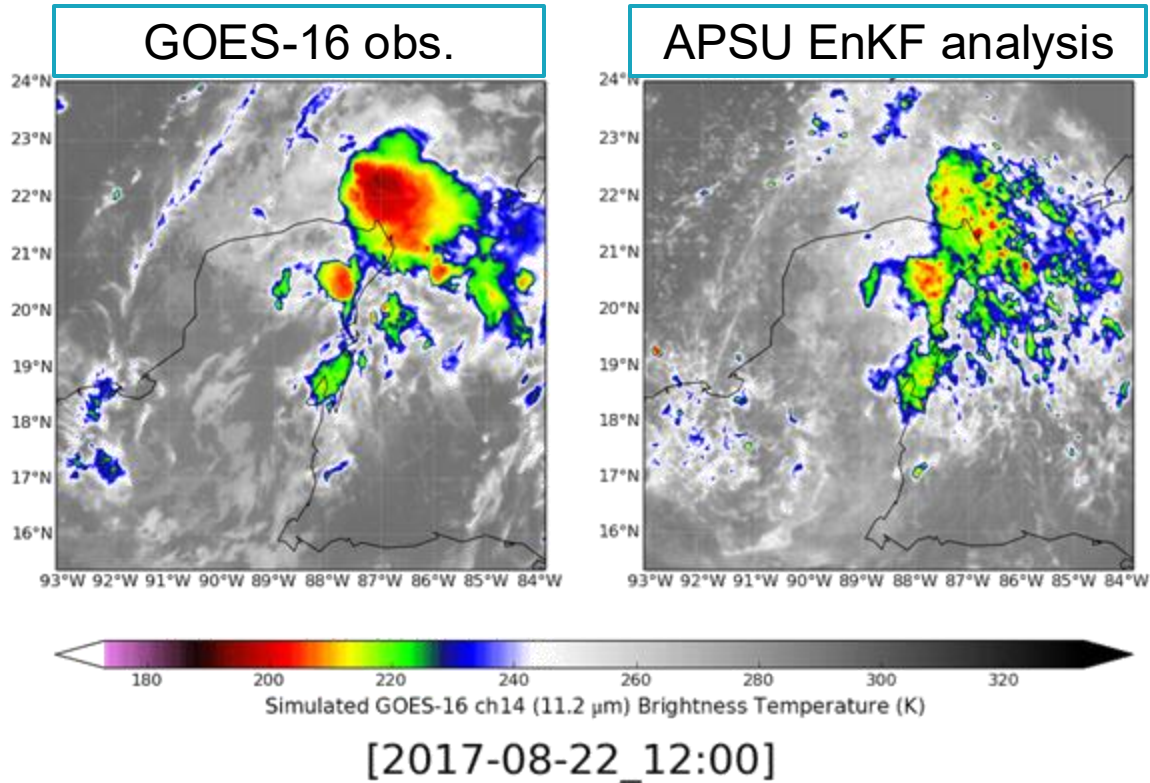 GOES-16 obs.
APSU EnKF analysis
24°N
23°N
22°N
21°N
20°N
19°N
18°N
17°N
16°N
93°W 92°W 91°W 90°W 89°W 88°W 87°W 86°W 85°W 84°W
24°N
23°N
22°N
21°N
20°N
19°N
18°N
17°N
16°N
93°W 92°W 91°W 90°W 89°W 88°W 87°W 86°W 85°W 84°W
180 200 220 240 260 280 300 320
Simulated GOES-16 ch14 (11.2 μm) Brightness Temperature (K)
[2017-08-22_12:00]